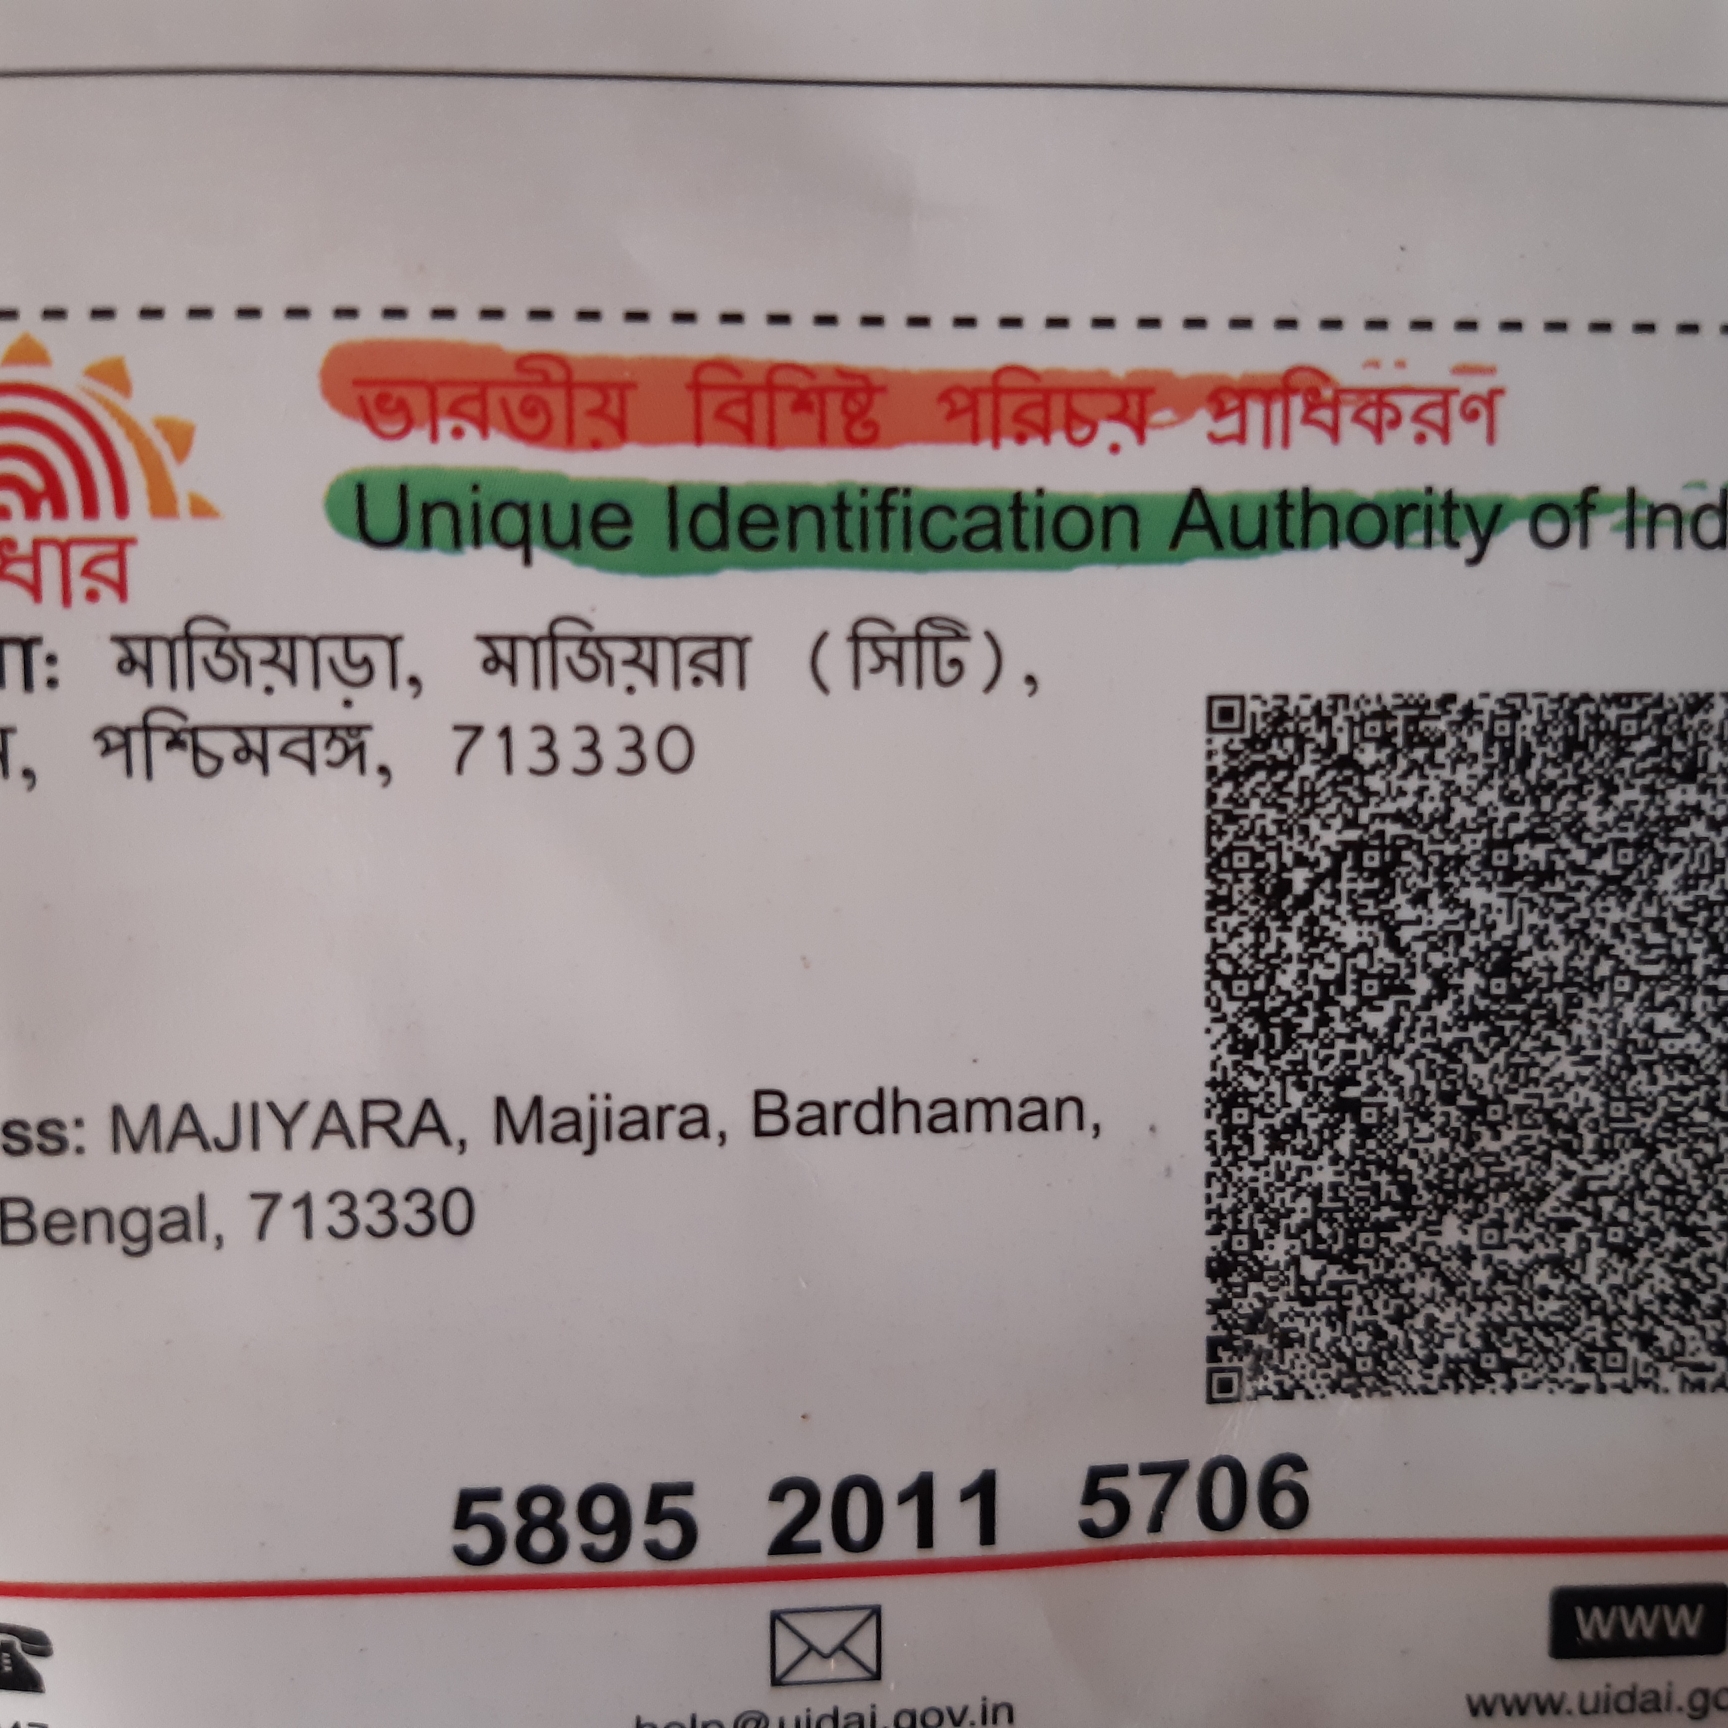 ভারতীয় বিশিষ্ট পরিচয় প্রাধিকরণ
Unique Identification Authority of Ind
ধার
াঃ মাজিয়াড়া, মাজিয়ারা (সিটি),
ন, পশ্চিমবঙ্গ, 713330
ss: MAJIYARA, Majiara, Bardhaman,
Bengal, 713330
5895 2011 5706
www
help@uidai.gov.in
www.uidai.go